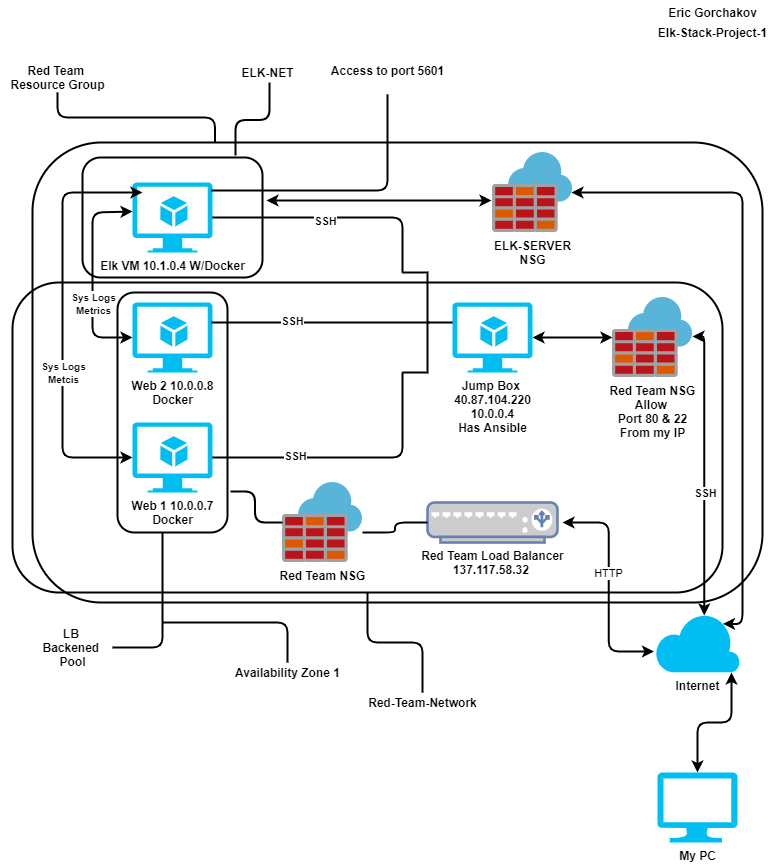 Eric Gorchakov
Elk-Stack-Project-1
Red Team
Resource Group
ELK-NET
Access to port 5601
SSH
ELK-SERVER
NSG
Elk VM 10.1.0.4 W/Docker
Sys Logs
Metrics
SSH
Sys Logs
Metcis
Web 2 10.0.0.8
Docker
Jump Box
40.87.104.220
10.0.0.4
Has Ansible
Red Team NSG
Allow
Port 80 & 22
From my IP
SSH
Web 1 10.0.0.7
Docker
SSH
Red Team NSG
Red Team Load Balancer
137.117.58.32
HTTP
LB
Backened
Pool
Availability Zone 1
Red-Team-Network
Internet
My PC